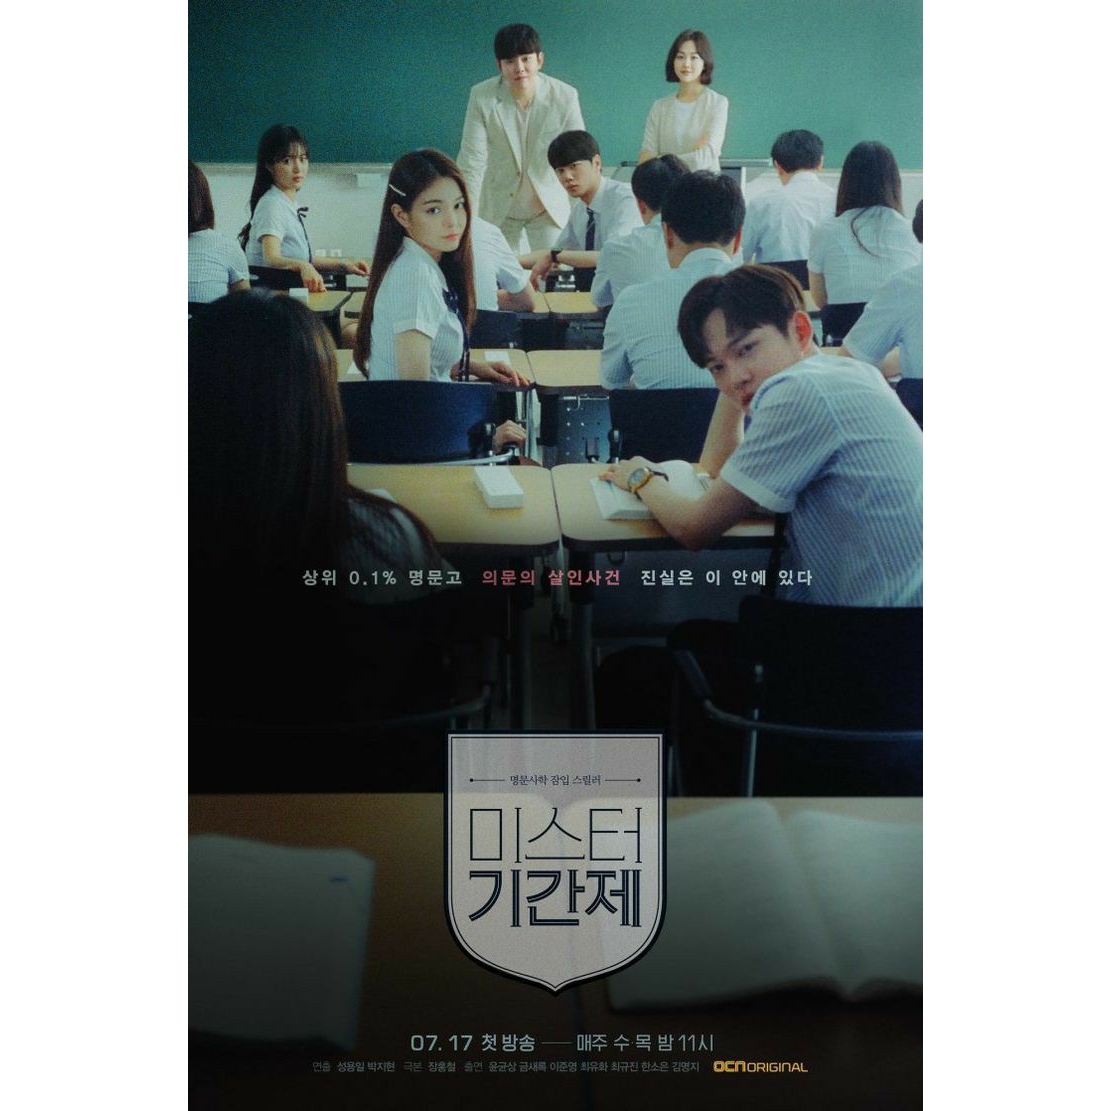 상위 0.1% 명문고 의문의 살인사건 진실은 이 안에 있다
명문사학 잠입 스릴러
미스터
기간제
07. 17 첫 방송 — 매주 수·목 밤 11시
연출 성용일 박지현 극본 장홍철 출연 윤균상 금새록 이준영 최유화 최규진 한소은 김명지 OCN ORIGINAL